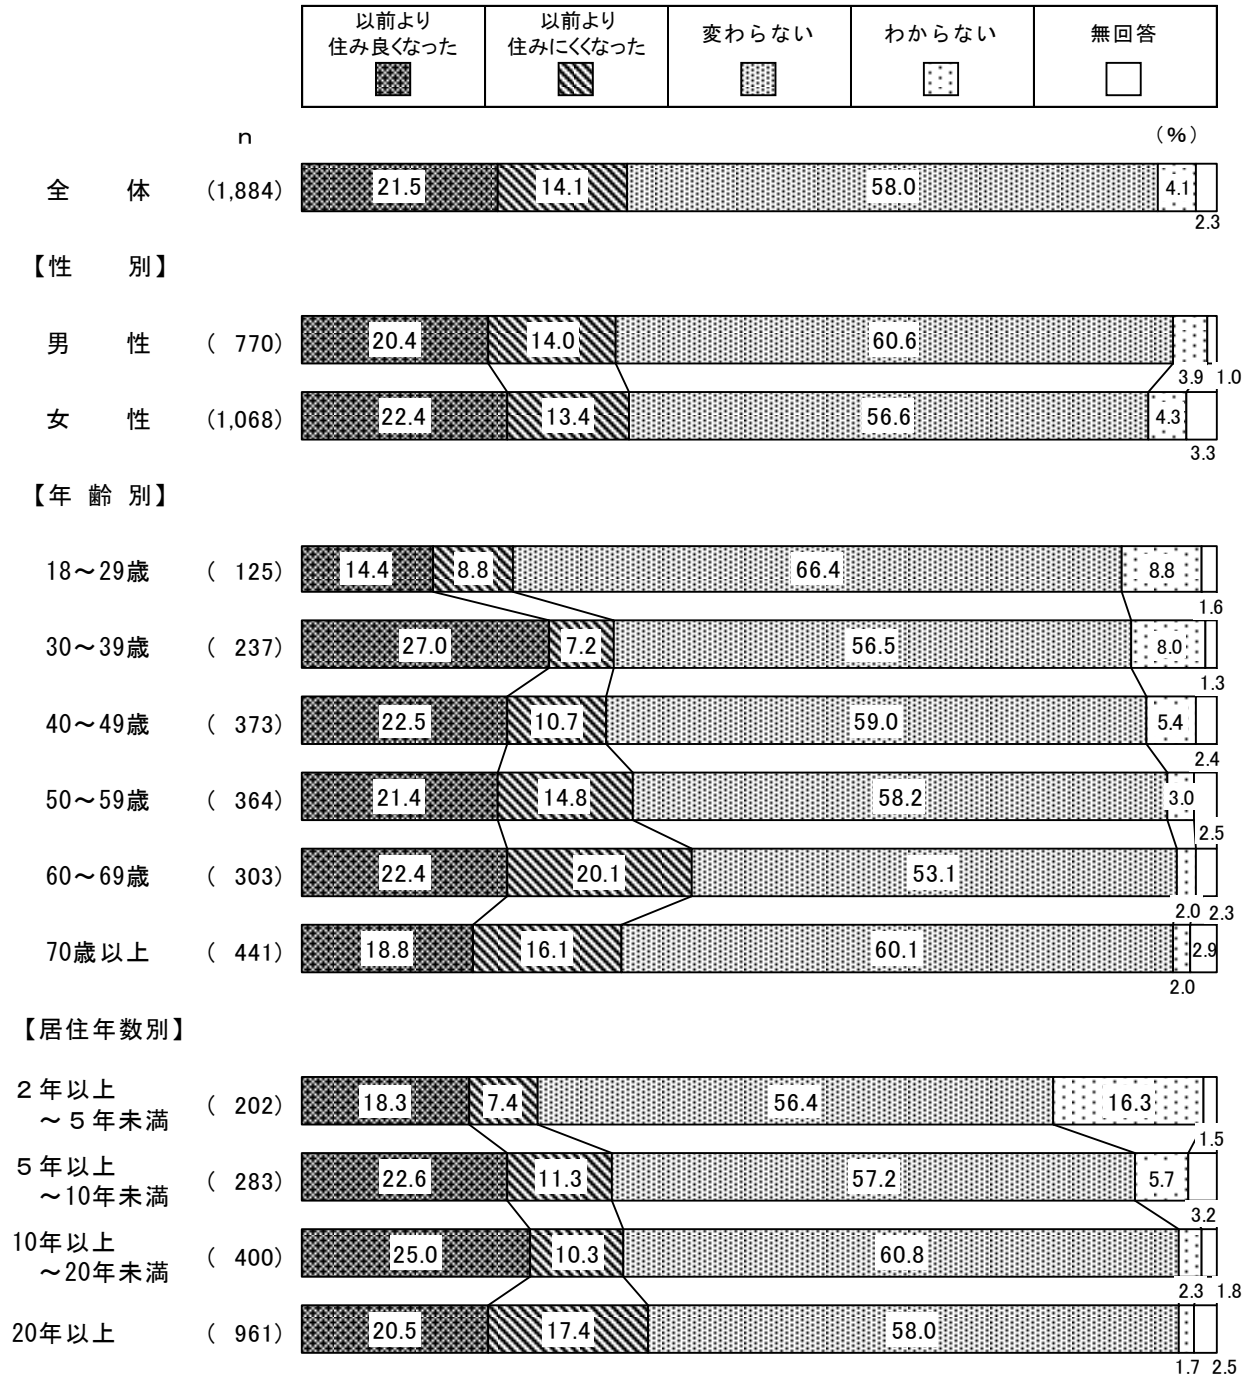 以前より
住み良くなった
以前より
住みにくくなった
変わらない
わからない
無回答
n
(%)
全 体 (1,884) 21.5 14.1 58.0 4.1
2.3
【性 別】
男 性 ( 770) 20.4 14.0 60.6
3.9 1.0
女 性 (1,068) 22.4 13.4 56.6 4.3
3.3
【年 齢 別】
18～29歳 ( 125) 14.4 8.8 66.4 8.8
1.6
30～39歳 ( 237) 27.0 7.2 56.5 8.0
1.3
40～49歳 ( 373) 22.5 10.7 59.0 5.4
2.4
50～59歳 ( 364) 21.4 14.8 58.2 3.0
2.5
60～69歳 ( 303) 22.4 20.1 53.1
2.0 2.3
70歳以上 ( 441) 18.8 16.1 60.1 2.9
2.0
【居住年数別】
２年以上
～５年未満 ( 202) 18.3 7.4 56.4 16.3
1.5
５年以上
～10年未満 ( 283) 22.6 11.3 57.2 5.7
3.2
10年以上
～20年未満 ( 400) 25.0 10.3 60.8
2.3 1.8
20年以上 ( 961) 20.5 17.4 58.0
1.7 2.5